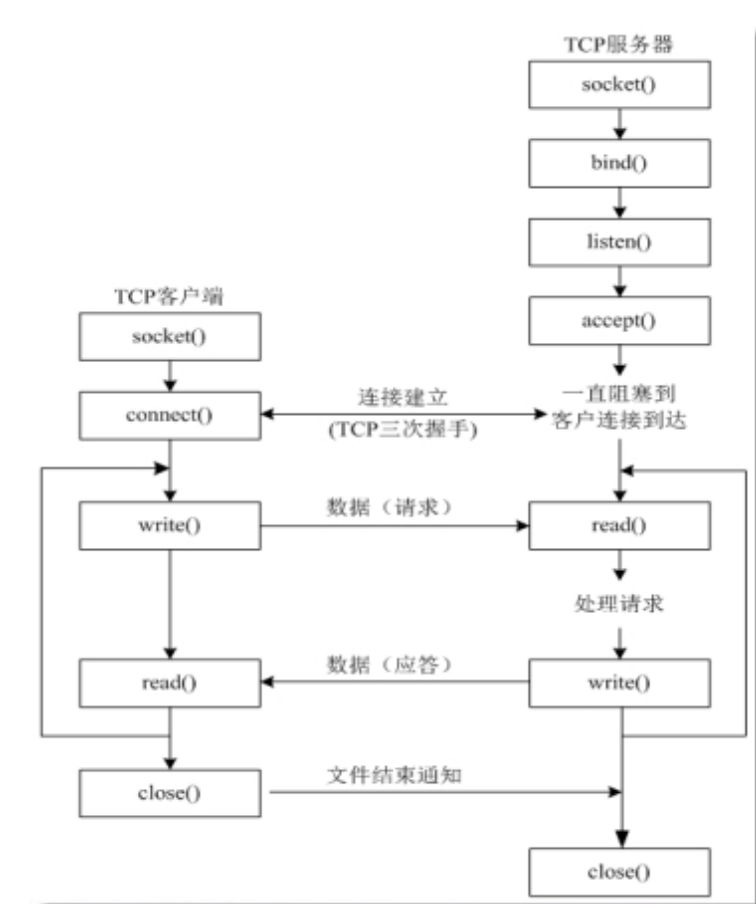 TCP服务器
socket()
bind()
listen()
accept()
一直阻塞到
客户连接到达
TCP客户端
socket()
connect()
连接建立
(TCP三次握手)
write()
数据（请求）
read()
处理请求
read()
数据（应答）
write()
close()
文件结束通知
close()